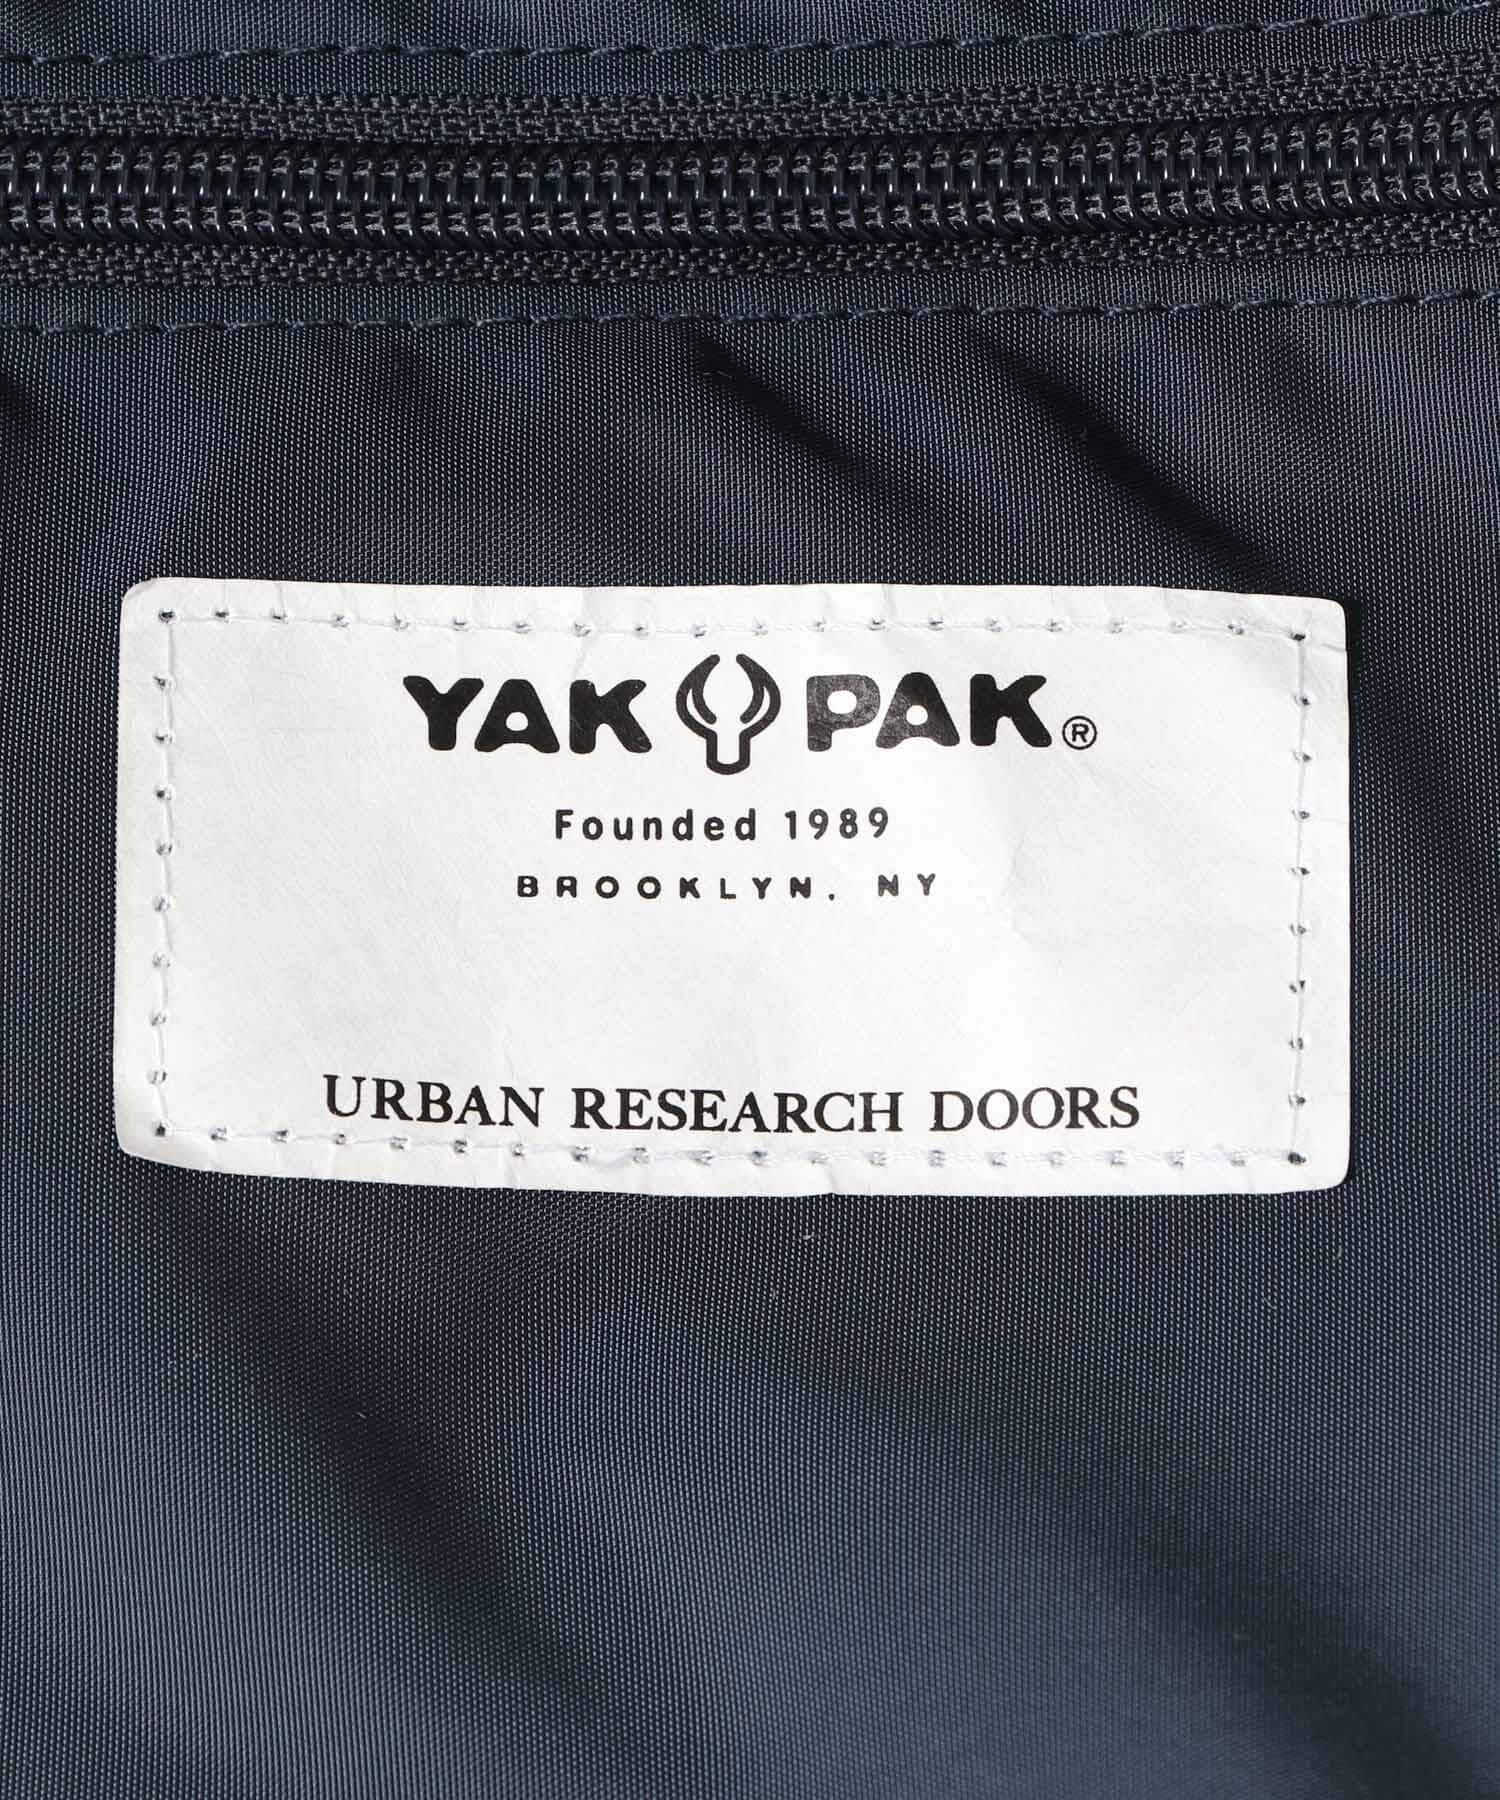 YAK PAK®
Founded 1989
BROOKLYN, NY
URBAN RESEARCH DOORS